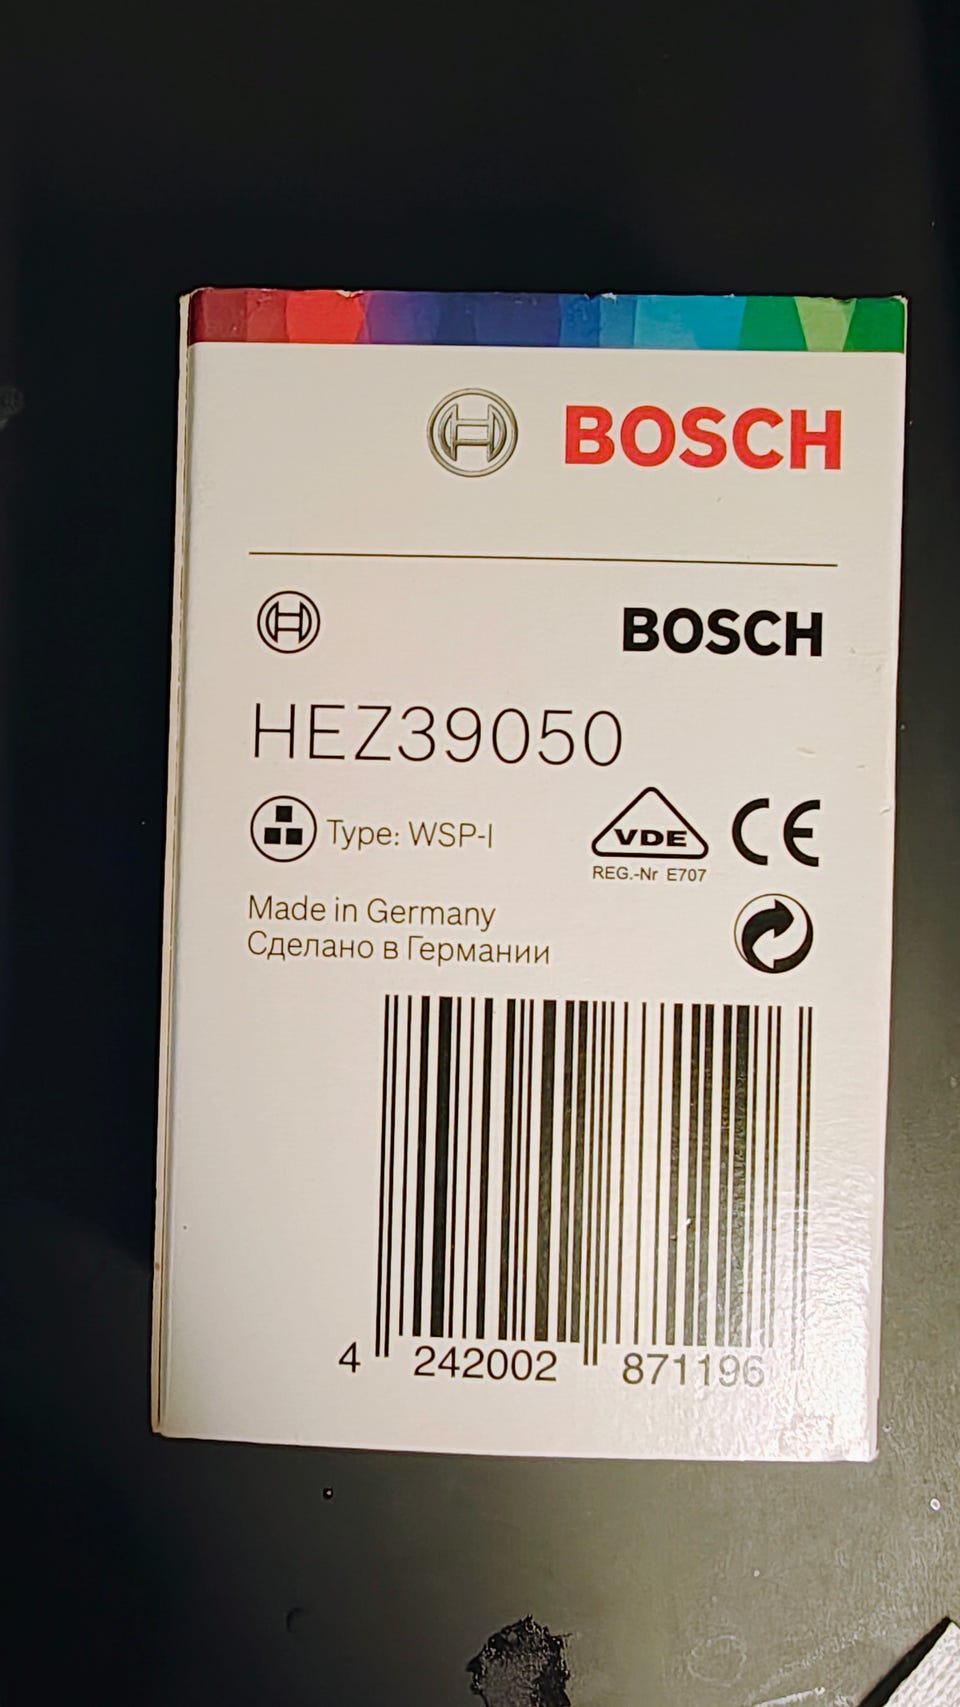 BOSCH
BOSCH
HEZ39050
Type: WSP-I
VDE
CE
REG.-Nr E707
Made in Germany
Сделано в Германии
4 242002 871196